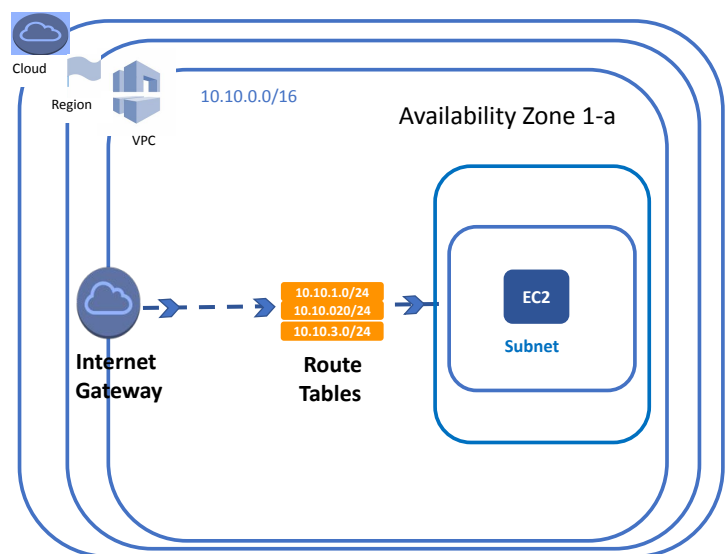 Cloud
Region
VPC
10.10.0.0/16
Availability Zone 1-a
10.10.1.0/24
10.10.020/24
10.10.3.0/24
EC2
Subnet
Internet
Gateway
Route
Tables